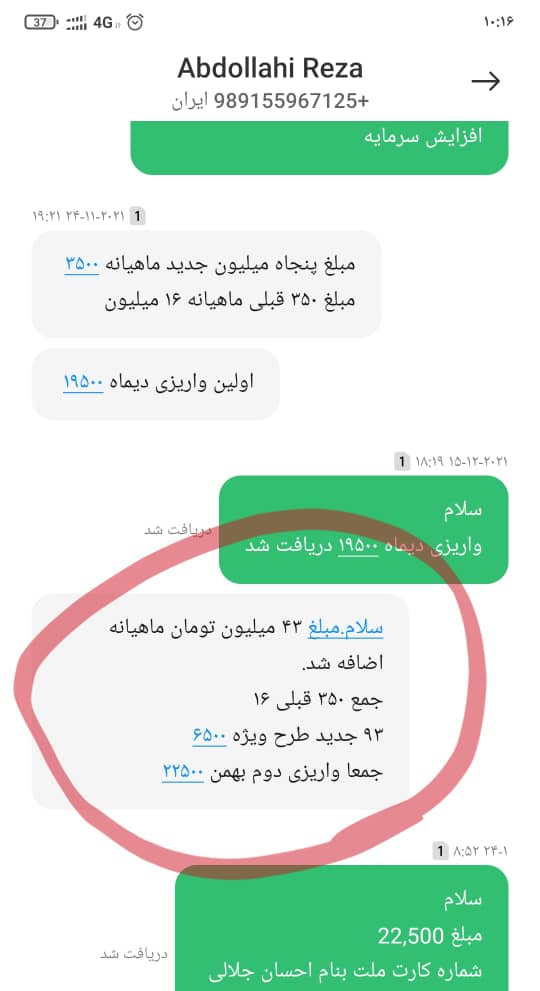 37 4G ۱۰:۱۶
Abdollahi Reza
+989155967125 ایران
افزایش سرمایه
1 ۲۴-۱۱-۲۰۲۱ ۱۹:۲۱
مبلغ پنجاه میلیون جدید ماهیانه ۳۵۰۰
مبلغ ۳۵۰ قبلی ماهیانه ۱۶ میلیون
اولین واریزی دیماه ۱۹۵۰۰
۱۵-۱۲-۲۰۲۱ ۱۸:۱۹ 1
سلام
واریزی دیماه ۱۹۵۰۰ دریافت شد
دریافت شد
سلام.مبلغ ۴۳ میلیون تومان ماهیانه
اضافه شد.
جمع ۳۵۰ قبلی ۱۶
۹۳ جدید طرح ویژه ۶۵۰۰
جمعا واریزی دوم بهمن ۲۲۵۰۰
۲۴-۱ ۸:۵۲ 1
سلام
مبلغ 22,500
شماره کارت ملت بنام احسان جلالی
دریافت شد